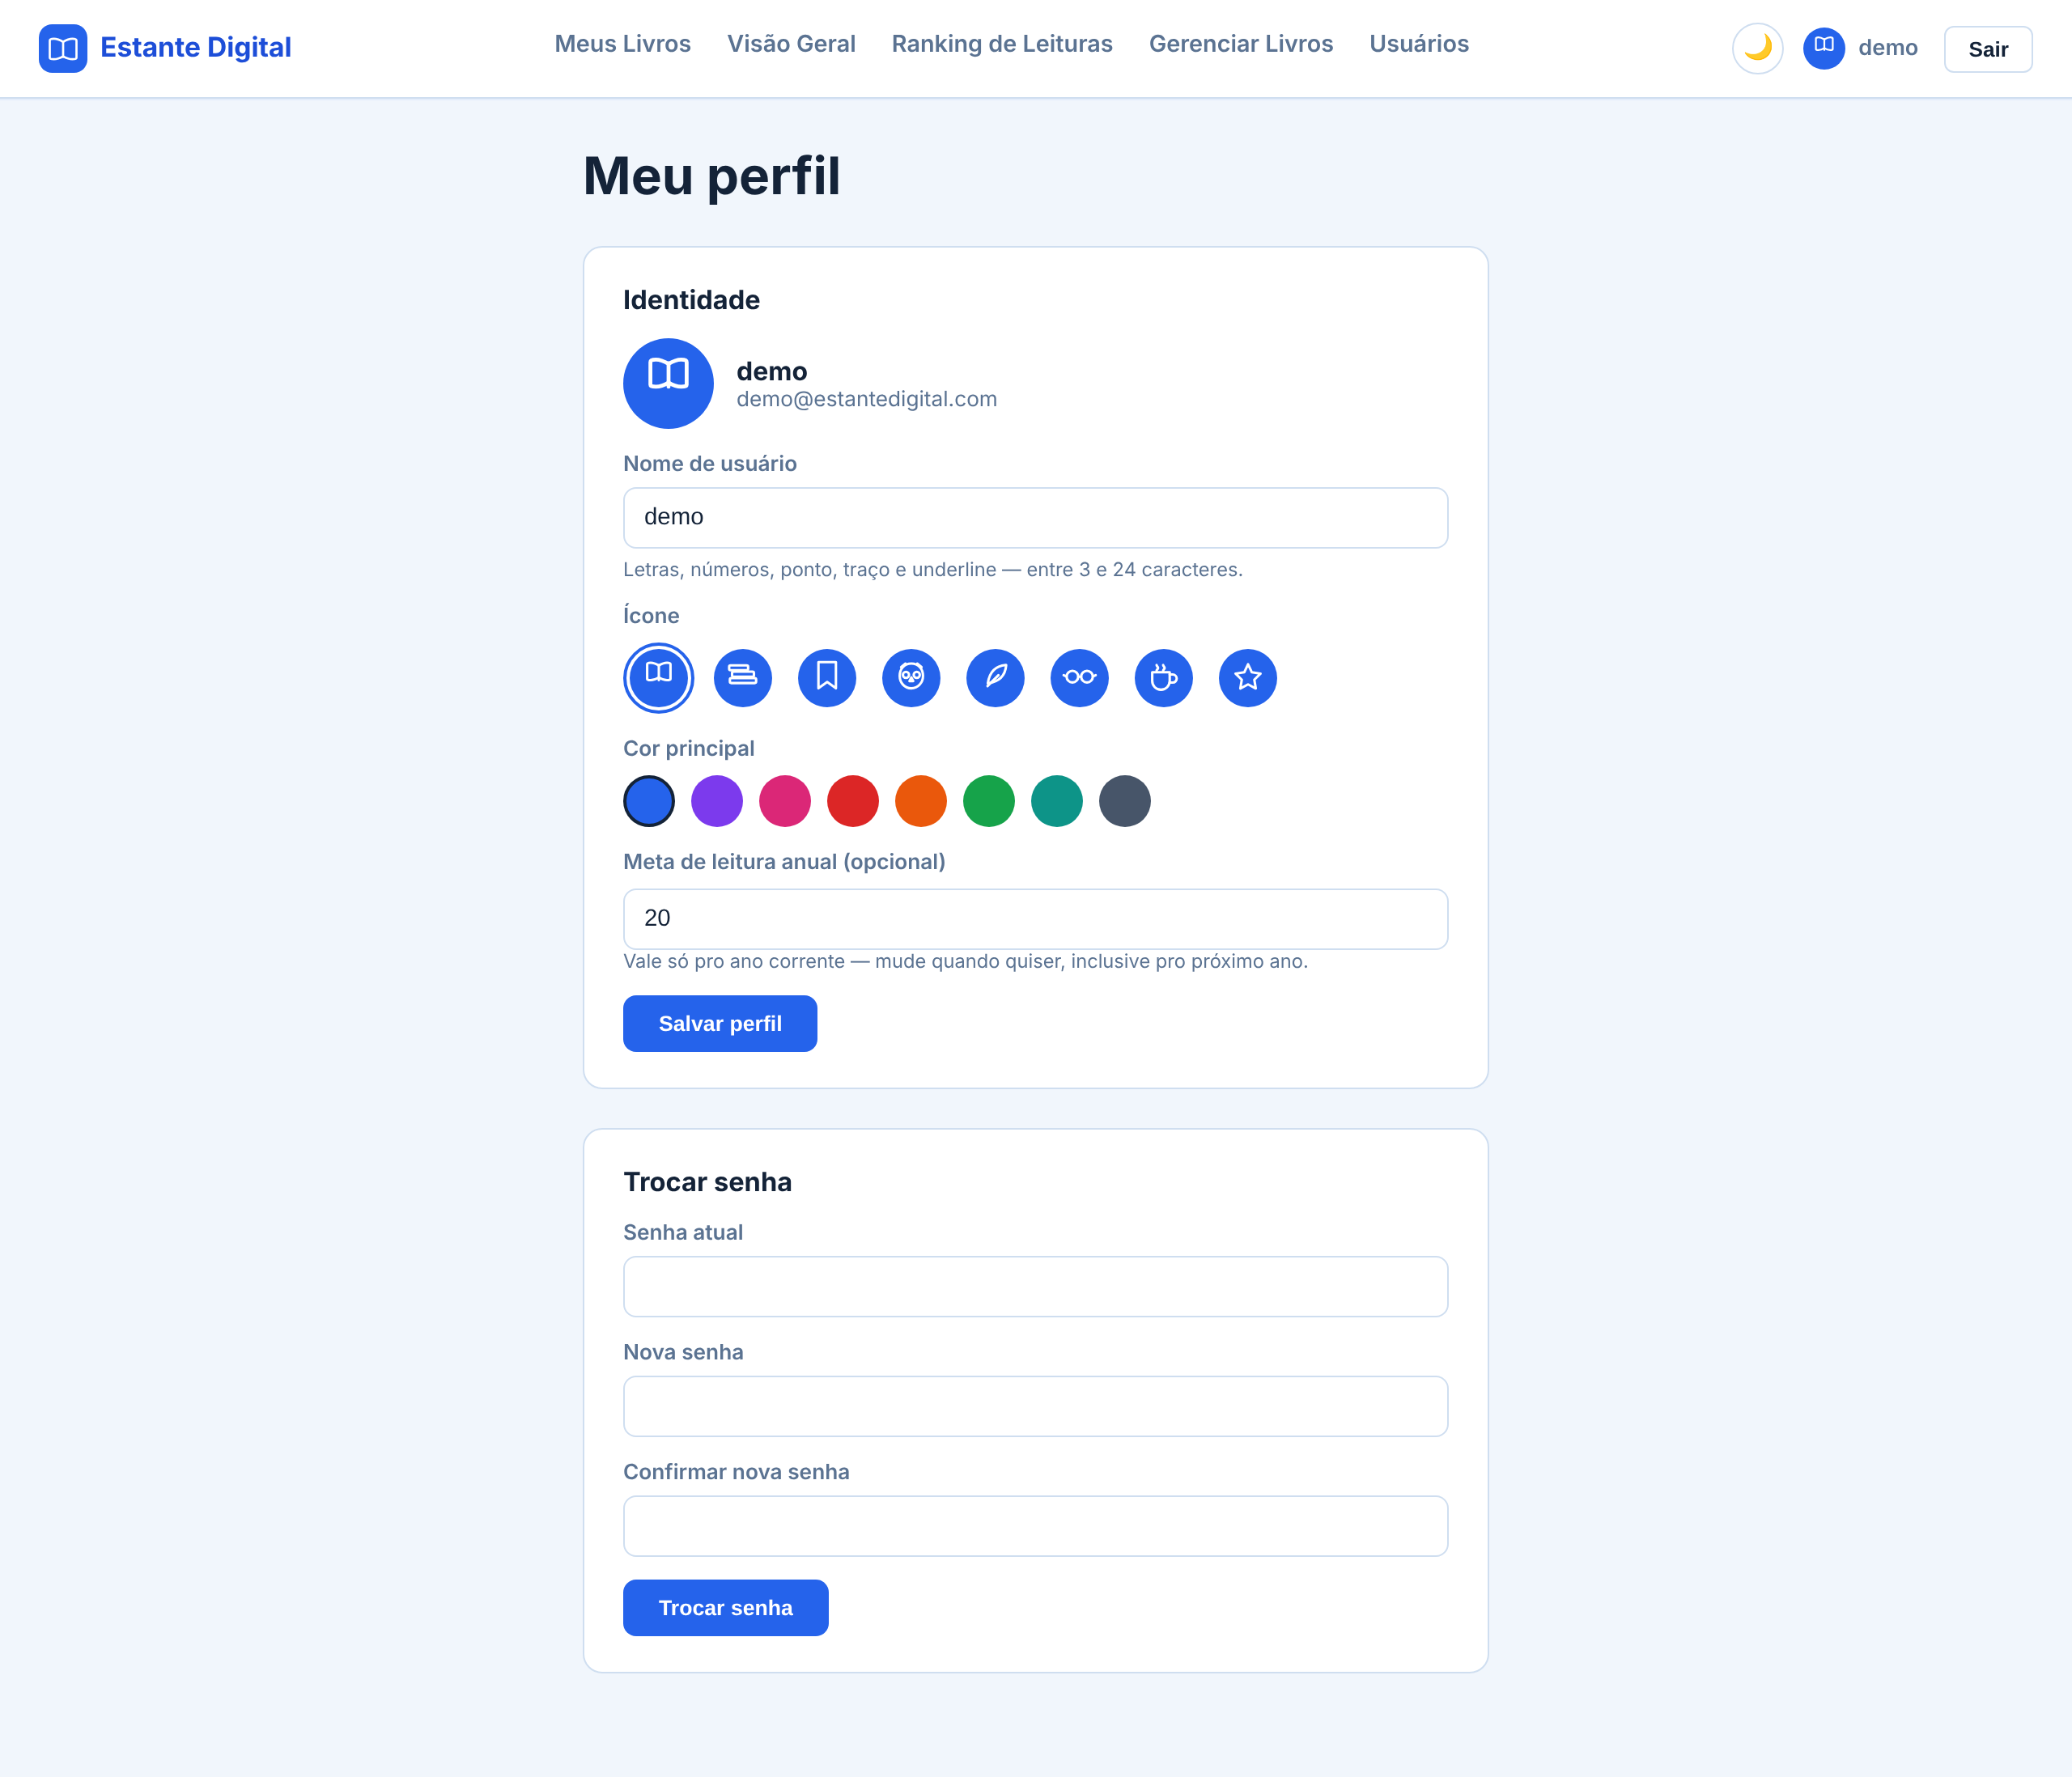 Estante Digital
Meus Livros Visão Geral Ranking de Leituras Gerenciar Livros Usuários
demo
Sair
Meu perfil
Identidade
demo
demo@estantedigital.com
Nome de usuário
demo
Letras, números, ponto, traço e underline — entre 3 e 24 caracteres.
Ícone
Cor principal
Meta de leitura anual (opcional)
20
Vale só pro ano corrente — mude quando quiser, inclusive pro próximo ano.
Salvar perfil
Trocar senha
Senha atual
Nova senha
Confirmar nova senha
Trocar senha